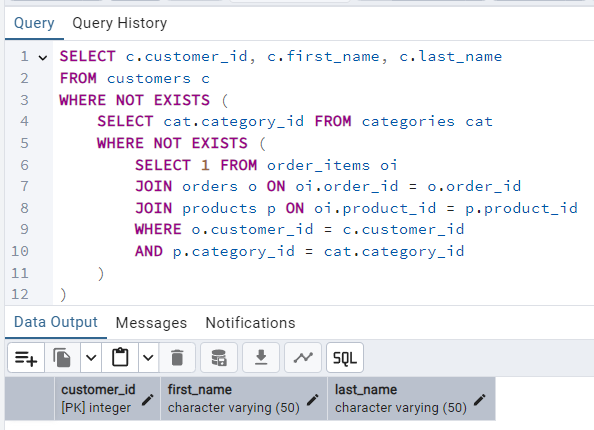 Query Query History
1 SELECT c.customer_id, c.first_name, c.last_name
2 FROM customers c
3 WHERE NOT EXISTS (
4 SELECT cat.category_id FROM categories cat
5 WHERE NOT EXISTS (
6 SELECT 1 FROM order_items oi
7 JOIN orders o ON oi.order_id = o.order_id
8 JOIN products p ON oi.product_id = p.product_id
9 WHERE o.customer_id = c.customer_id
10 AND p.category_id = cat.category_id
11 )
12 )
Data Output Messages Notifications
SQL
customer_id first_name last_name
[PK] integer character varying (50) character varying (50)